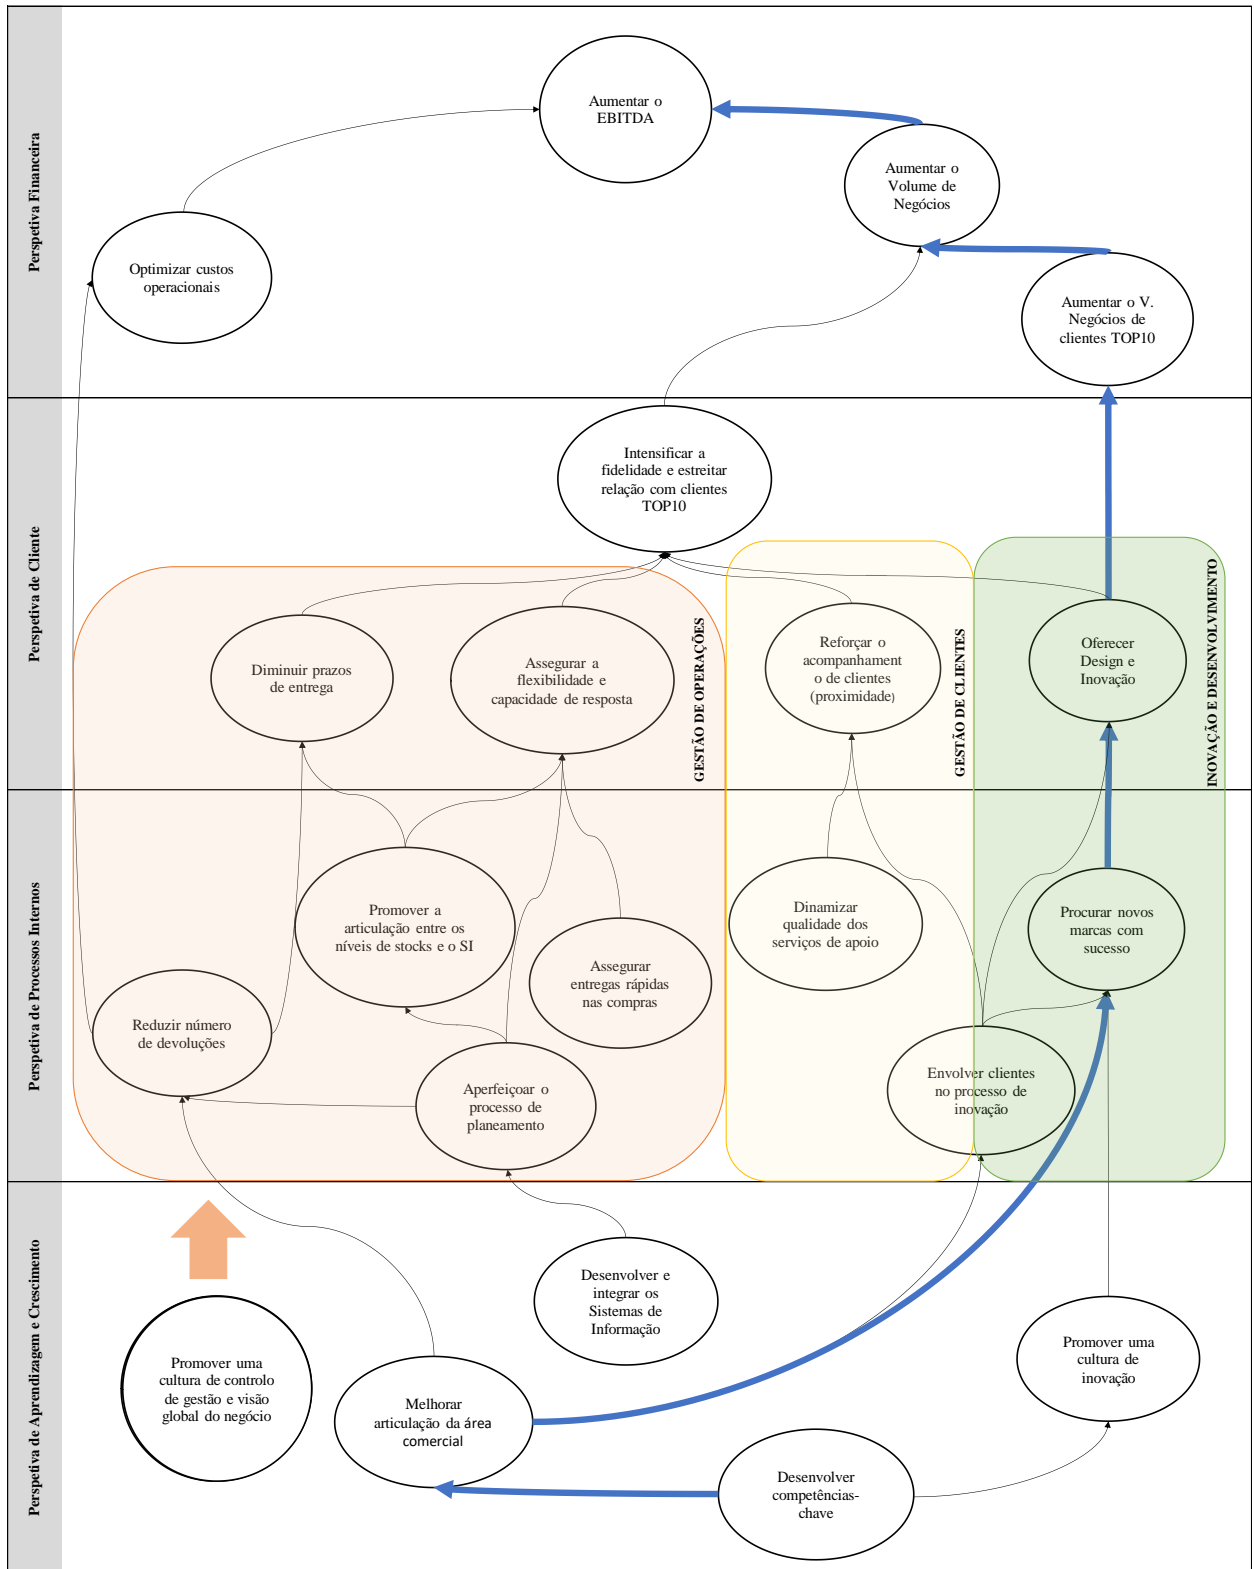 Perspetiva Financeira
Aumentar o
EBITDA
Aumentar o
Volume de
Negócios
Optimizar custos
operacionais
Aumentar o V.
Negócios de
clientes TOP10
Perspetiva de Cliente
Intensificar a
fidelidade e estreitar
relação com clientes
TOP10
Diminuir prazos
de entrega
Assegurar a
flexibilidade e
capacidade de resposta
GESTÃO DE OPERAÇÕES
Reforçar o
acompanhament
o de clientes
(proximidade)
GESTÃO DE CLIENTES
Oferecer
Design e
Inovação
INOVAÇÃO E DESENVOLVIMENTO
Perspetiva de Processos Internos
Promover a
articulação entre os
níveis de stocks e o SI
Assegurar
entregas rápidas
nas compras
Dinamizar
qualidade dos
serviços de apoio
Procurar novos
marcas com
sucesso
Reduzir número
de devoluções
Aperfeiçoar o
processo de
planeamento
Envolver clientes
no processo de
inovação
Perspetiva de Aprendizagem e Crescimento
Desenvolver e
integrar os
Sistemas de
Informação
Promover uma
cultura de controlo
de gestão e visão
global do negócio
Melhorar
articulação da área
comercial
Promover uma
cultura de
inovação
Desenvolver
competências-
chave